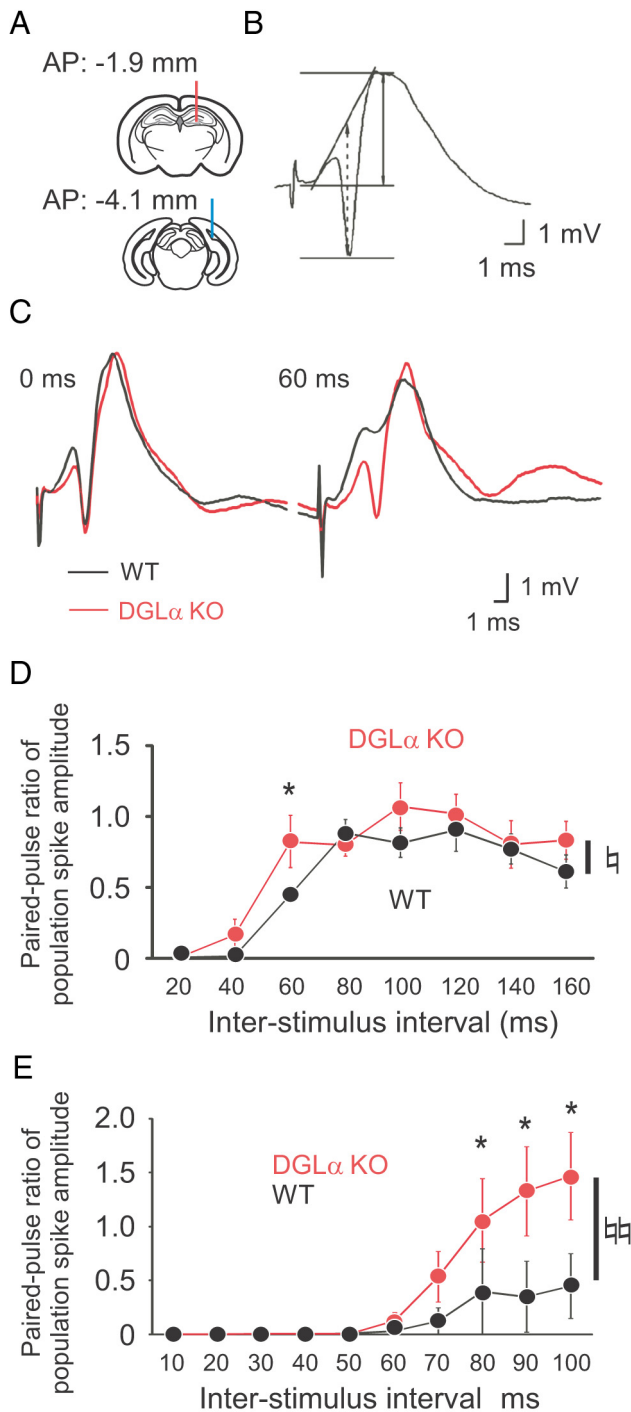 A
AP: -1.9 mm
AP: -4.1 mm
B
1 mV
1 ms
C
0 ms
60 ms
WT
DGLα KO
1 mV
1 ms
D
Paired-pulse ratio of
population spike amplitude
1.5
1.0
0.5
0
DGLα KO
*
WT
♮
20 40 60 80 100 120 140 160
Inter-stimulus interval (ms)
E
Paired-pulse ratio of
population spike amplitude
2.0
1.5
1.0
0.5
0
DGLα KO
WT
* * *
♮♮
10 20 30 40 50 60 70 80 90 100
Inter-stimulus interval ms